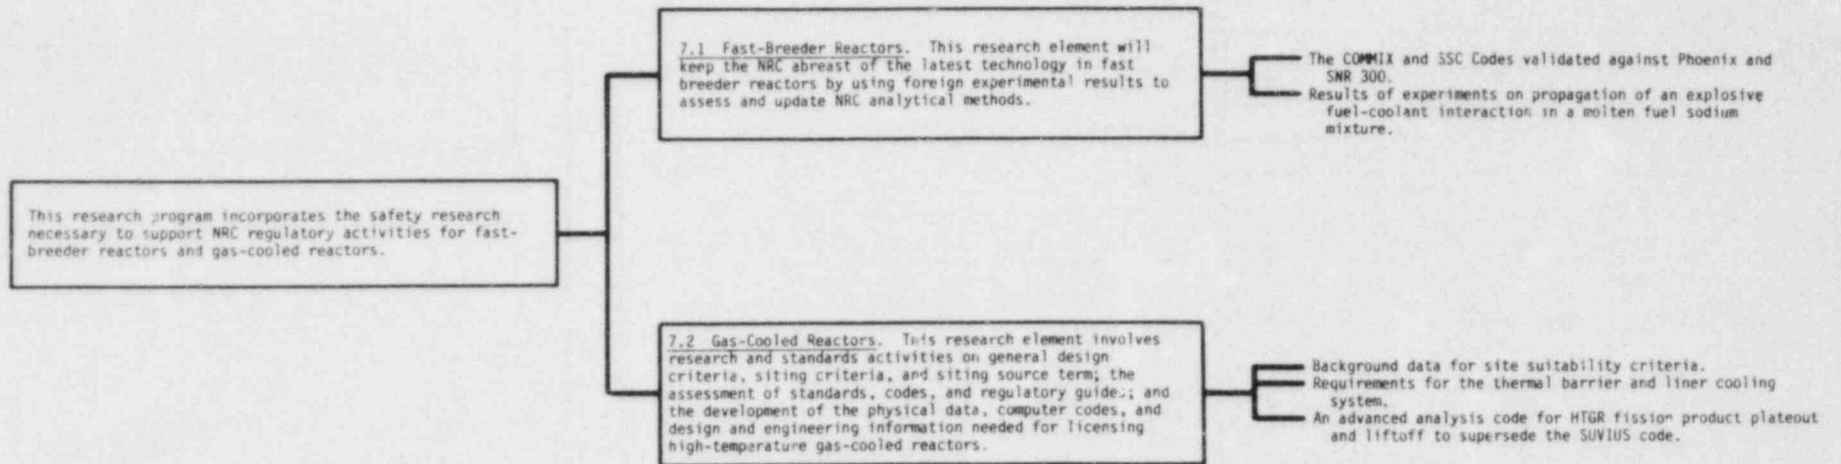 This research program incorporates the safety research
necessary to support NRC regulatory activities for fast-
breeder reactors and gas-cooled reactors.
7.1 Fast-Breeder Reactors. This research element will
keep the NRC abreast of the latest technology in fast
breeder reactors by using foreign experimental results to
assess and update NRC analytical methods.
The COMMIX and SSC Codes validated against Phoenix and
SNR 300.
Results of experiments on propagation of an explosive
fuel-coolant interaction in a molten fuel sodium
mixture.
7.2 Gas-Cooled Reactors. This research element involves
research and standards activities on general design
criteria, siting criteria, and siting source term; the
assessment of standards, codes, and regulatory guides; and
the development of the physical data, computer codes, and
design and engineering information needed for licensing
high-temperature gas-cooled reactors.
Background data for site suitability criteria.
Requirements for the thermal barrier and liner cooling
system.
An advanced analysis code for HTGR fission product plateout
and liftoff to supersede the SUVIUS code.